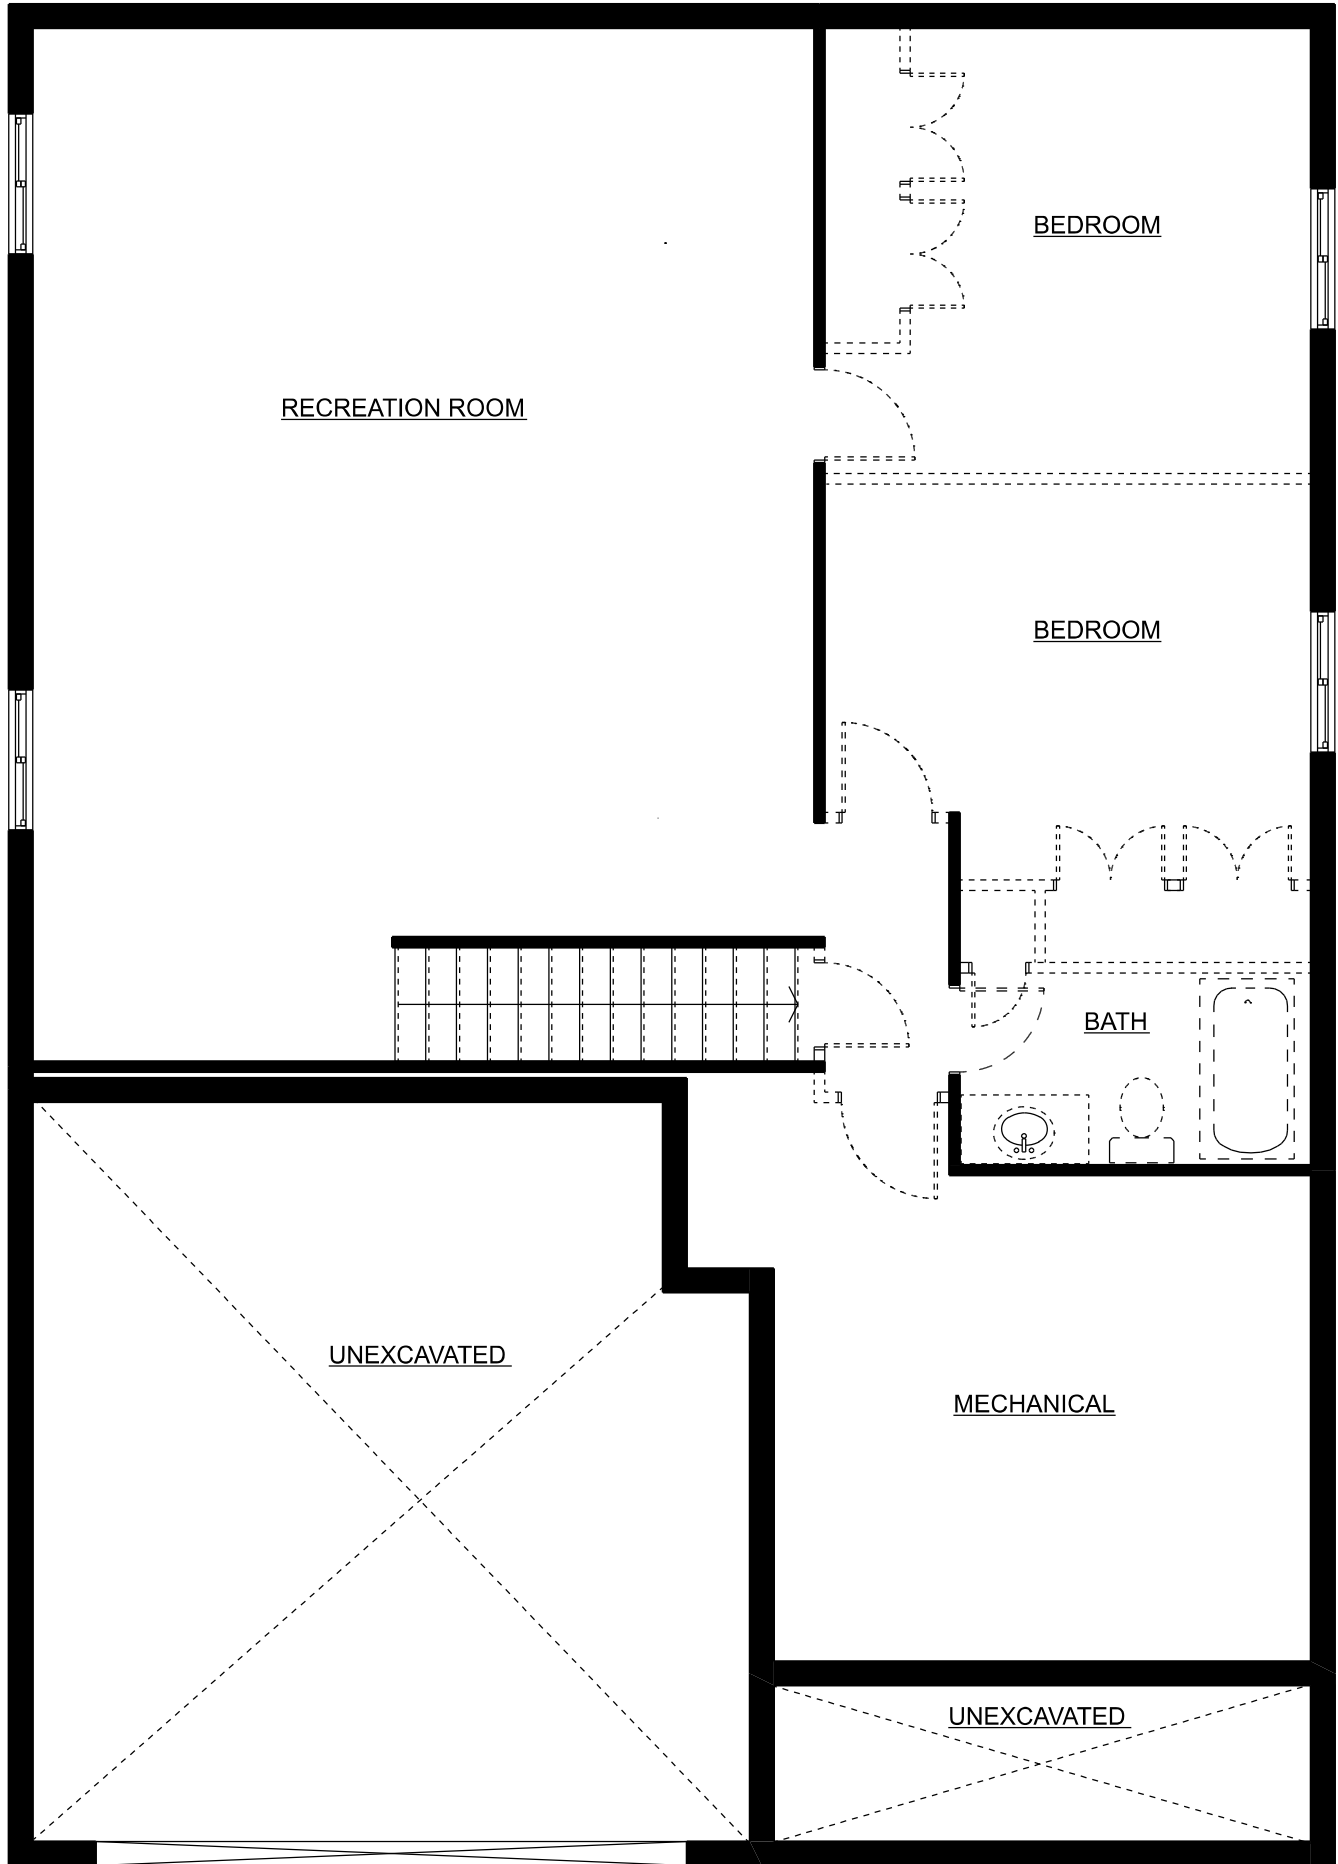 BEDROOM
RECREATION ROOM
BEDROOM
BATH
UNEXCAVATED
MECHANICAL
UNEXCAVATED